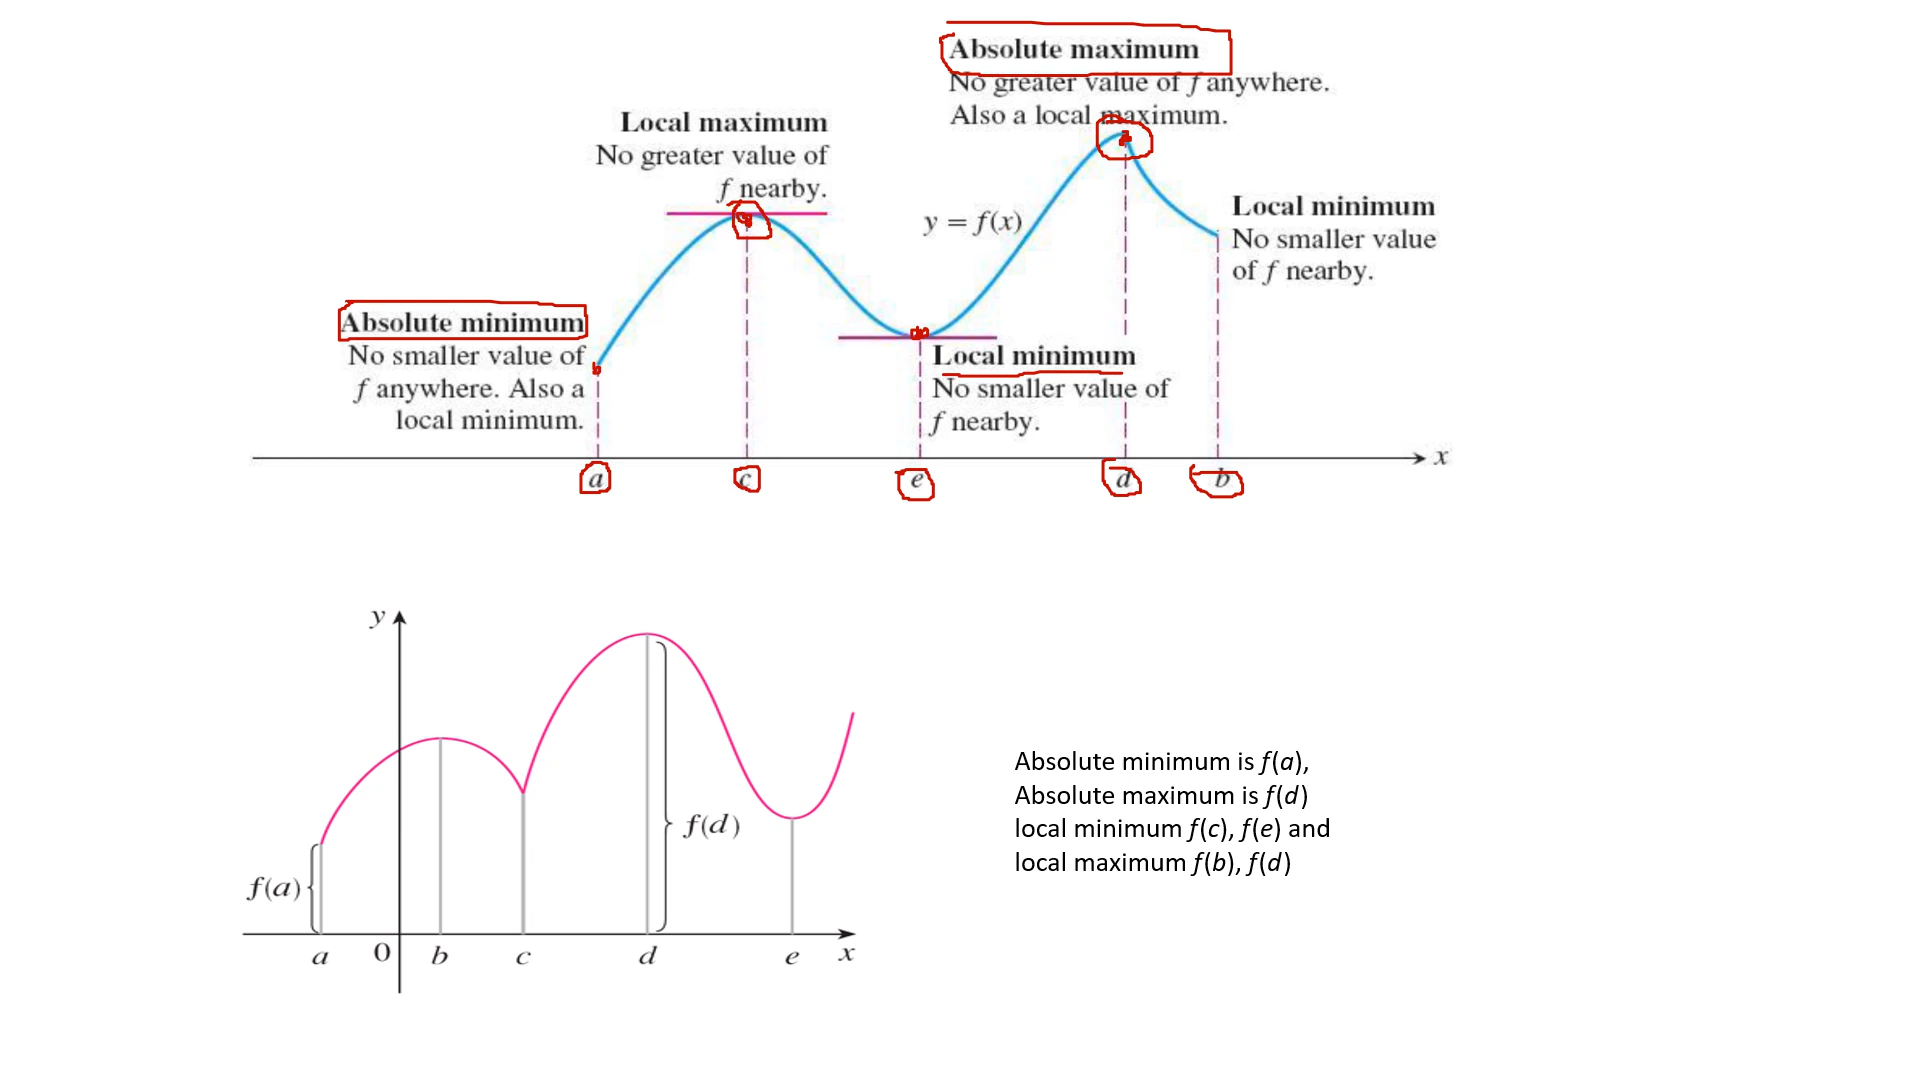 Absolute maximum
No greater value of f anywhere.
Also a local maximum.
Local maximum
No greater value of
f nearby.
y = f(x)
Local minimum
No smaller value
of f nearby.
Absolute minimum
No smaller value of
f anywhere. Also a
local minimum.
Local minimum
No smaller value of
f nearby.
x
a c e d b
y
f(d)
f(a)
a 0 b c d e x
Absolute minimum is f(a),
Absolute maximum is f(d)
local minimum f(c), f(e) and
local maximum f(b), f(d)